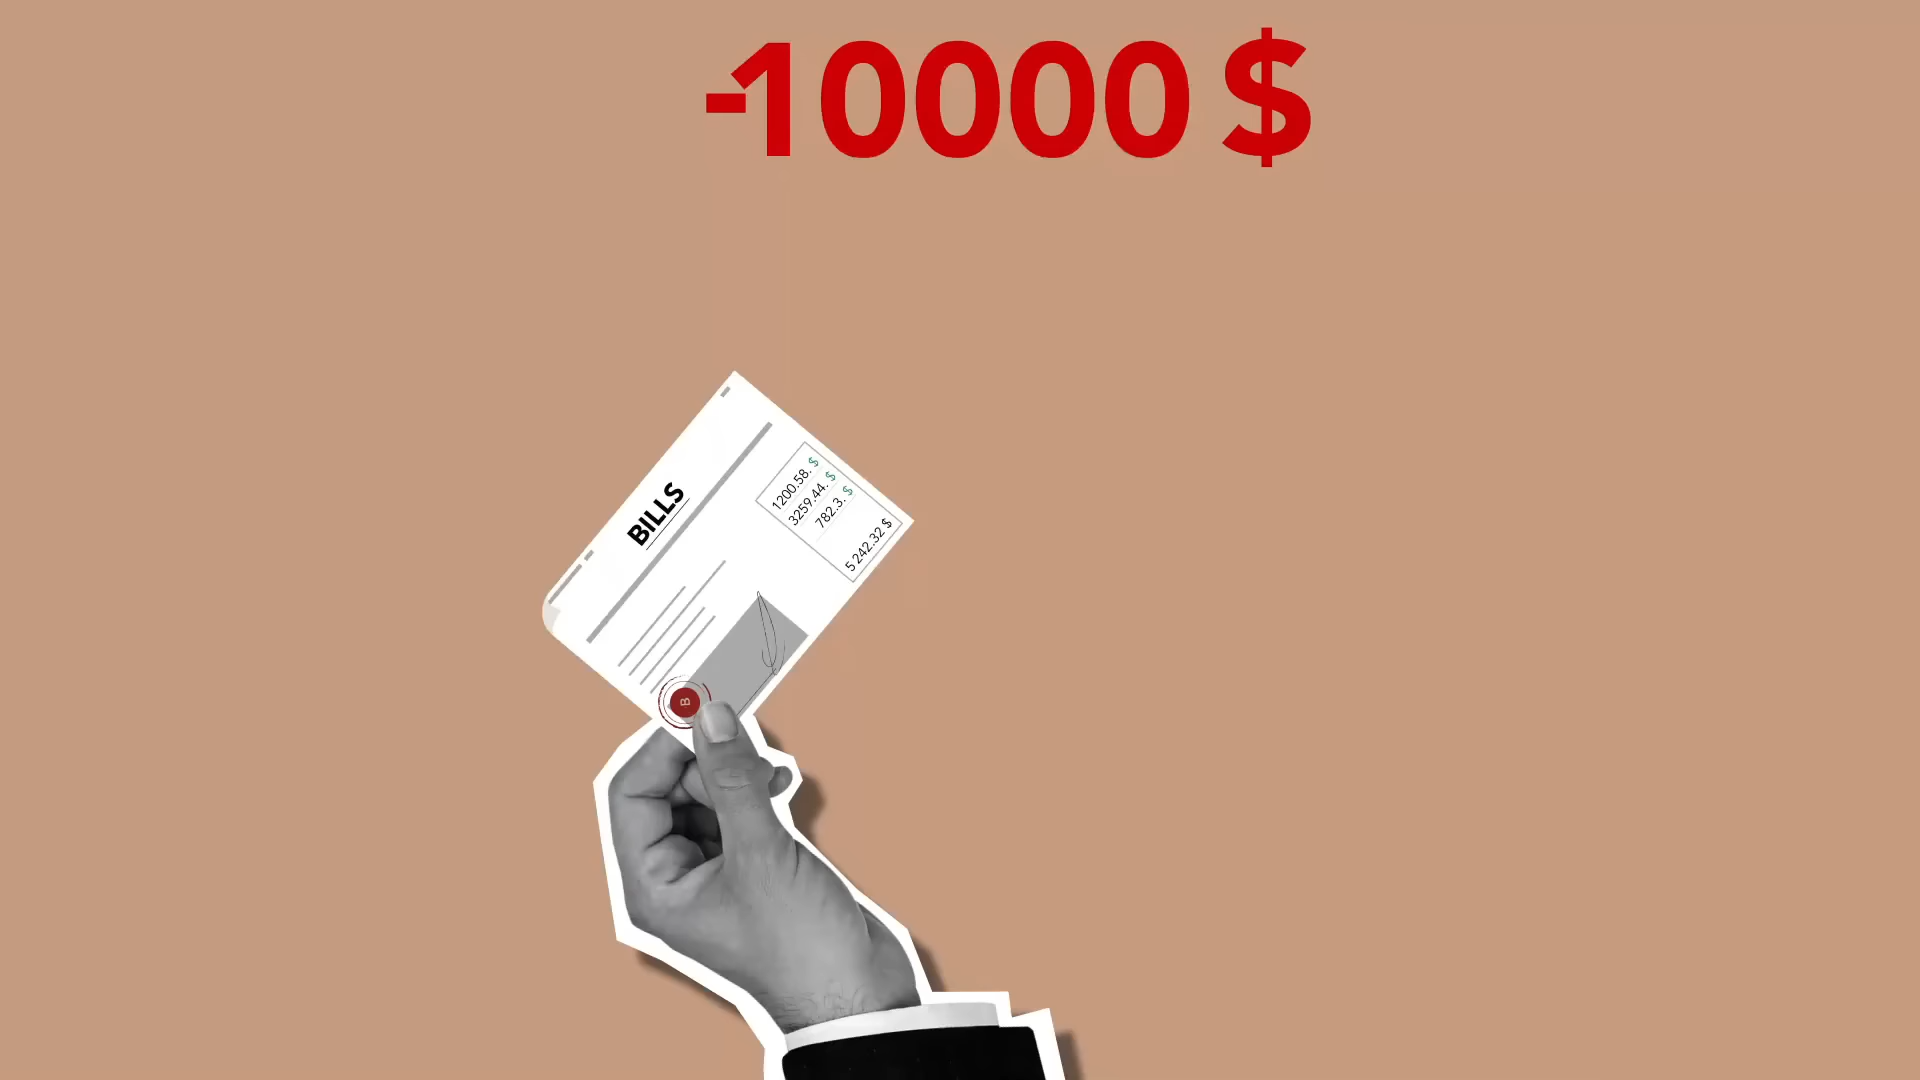 -10000 $
BILLS
1200.58. $
3259.44. $
782.3. $
5 242.32 $
B